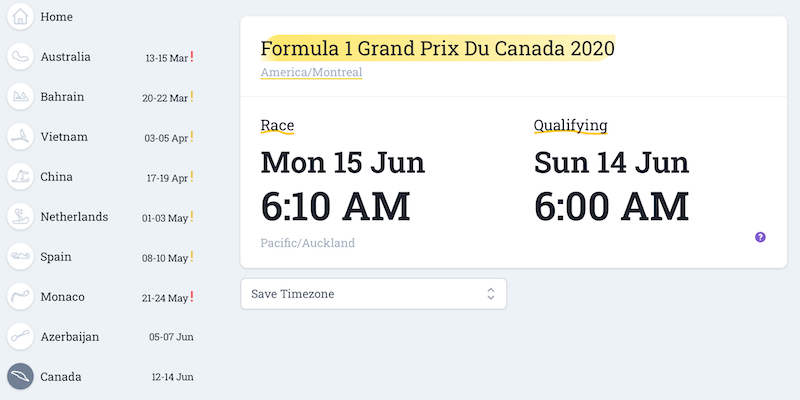 Home
Australia 13-15 Mar !
Bahrain 20-22 Mar !
Vietnam 03-05 Apr !
China 17-19 Apr !
Netherlands 01-03 May !
Spain 08-10 May !
Monaco 21-24 May !
Azerbaijan 05-07 Jun
Canada 12-14 Jun
Formula 1 Grand Prix Du Canada 2020
America/Montreal
Race
Mon 15 Jun
6:10 AM
Pacific/Auckland
Qualifying
Sun 14 Jun
6:00 AM
?
Save Timezone